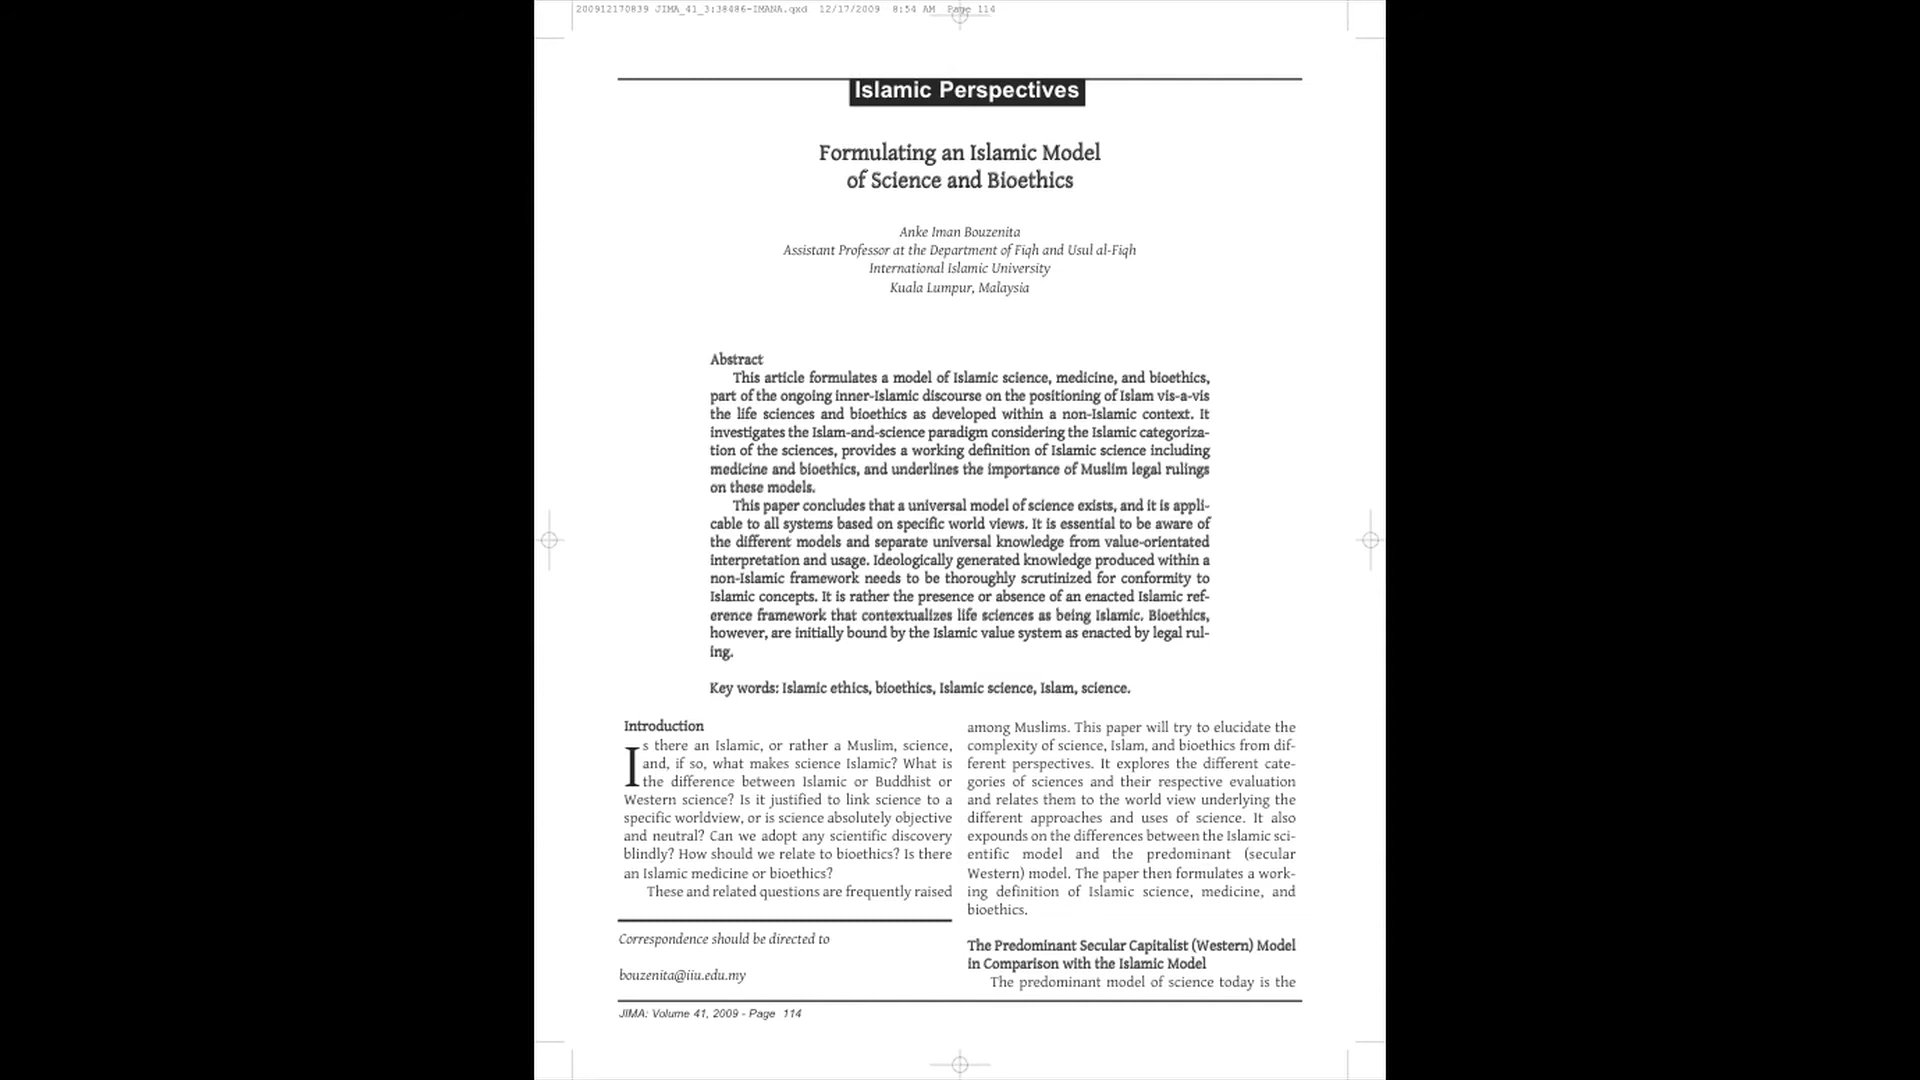 200912170839 JIMA_41_3:38486-IMANA.qxd 12/17/2009 8:54 AM Page 114
Islamic Perspectives
Formulating an Islamic Model
of Science and Bioethics
Anke Iman Bouzenita
Assistant Professor at the Department of Fiqh and Usul al-Fiqh
International Islamic University
Kuala Lumpur, Malaysia
Abstract
This article formulates a model of Islamic science, medicine, and bioethics,
part of the ongoing inner-Islamic discourse on the positioning of Islam vis-a-vis
the life sciences and bioethics as developed within a non-Islamic context. It
investigates the Islam-and-science paradigm considering the Islamic categoriza-
tion of the sciences, provides a working definition of Islamic science including
medicine and bioethics, and underlines the importance of Muslim legal rulings
on these models.
This paper concludes that a universal model of science exists, and it is appli-
cable to all systems based on specific world views. It is essential to be aware of
the different models and separate universal knowledge from value-orientated
interpretation and usage. Ideologically generated knowledge produced within a
non-Islamic framework needs to be thoroughly scrutinized for conformity to
Islamic concepts. It is rather the presence or absence of an enacted Islamic ref-
erence framework that contextualizes life sciences as being Islamic. Bioethics,
however, are initially bound by the Islamic value system as enacted by legal rul-
ing.
Key words: Islamic ethics, bioethics, Islamic science, Islam, science.
Introduction
Is there an Islamic, or rather a Muslim, science,
and, if so, what makes science Islamic? What is
the difference between Islamic or Buddhist or
Western science? Is it justified to link science to a
specific worldview, or is science absolutely objective
and neutral? Can we adopt any scientific discovery
blindly? How should we relate to bioethics? Is there
an Islamic medicine or bioethics?
These and related questions are frequently raised
Correspondence should be directed to
bouzenita@iiu.edu.my
among Muslims. This paper will try to elucidate the
complexity of science, Islam, and bioethics from dif-
ferent perspectives. It explores the different cate-
gories of sciences and their respective evaluation
and relates them to the world view underlying the
different approaches and uses of science. It also
expounds on the differences between the Islamic sci-
entific model and the predominant (secular
Western) model. The paper then formulates a work-
ing definition of Islamic science, medicine, and
bioethics.
The Predominant Secular Capitalist (Western) Model
in Comparison with the Islamic Model
The predominant model of science today is the
JIMA: Volume 41, 2009 - Page 114